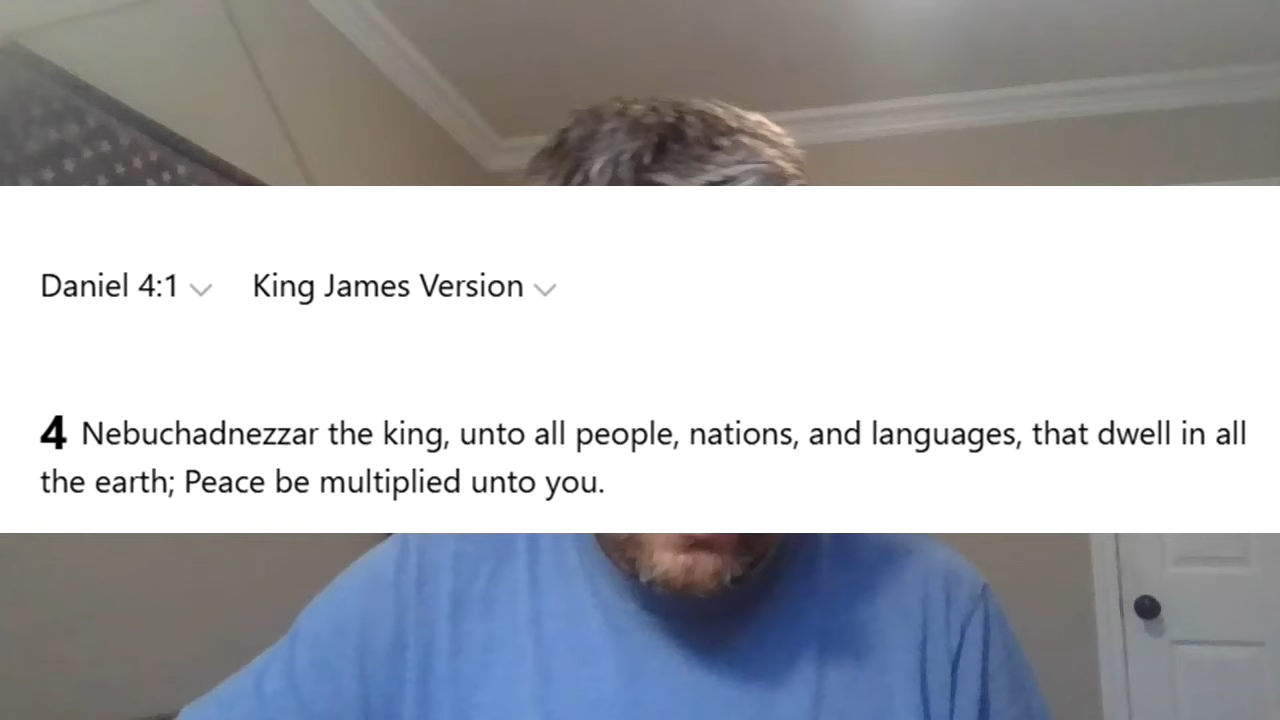 Daniel 4:1 King James Version
4 Nebuchadnezzar the king, unto all people, nations, and languages, that dwell in all
the earth; Peace be multiplied unto you.